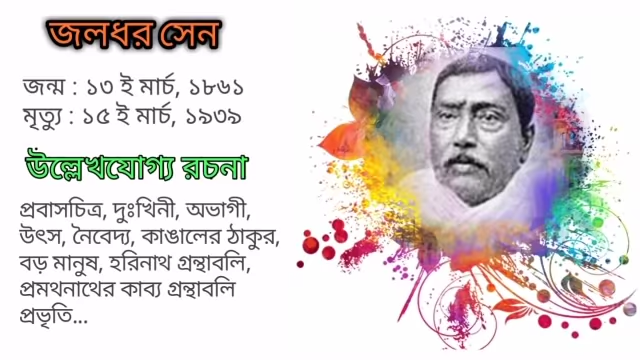 জলধর সেন
জন্ম : ১৩ ই মার্চ, ১৮৬১
মৃত্যু : ১৫ ই মার্চ, ১৯৩৯
উল্লেখযোগ্য রচনা
প্রবাসচিত্র, দুঃখিনী, অভাগী,
উৎস, নৈবেদ্য, কাঙালের ঠাকুর,
বড় মানুষ, হরিনাথ গ্রন্থাবলি,
প্রমথনাথের কাব্য গ্রন্থাবলি
প্রভৃতি...